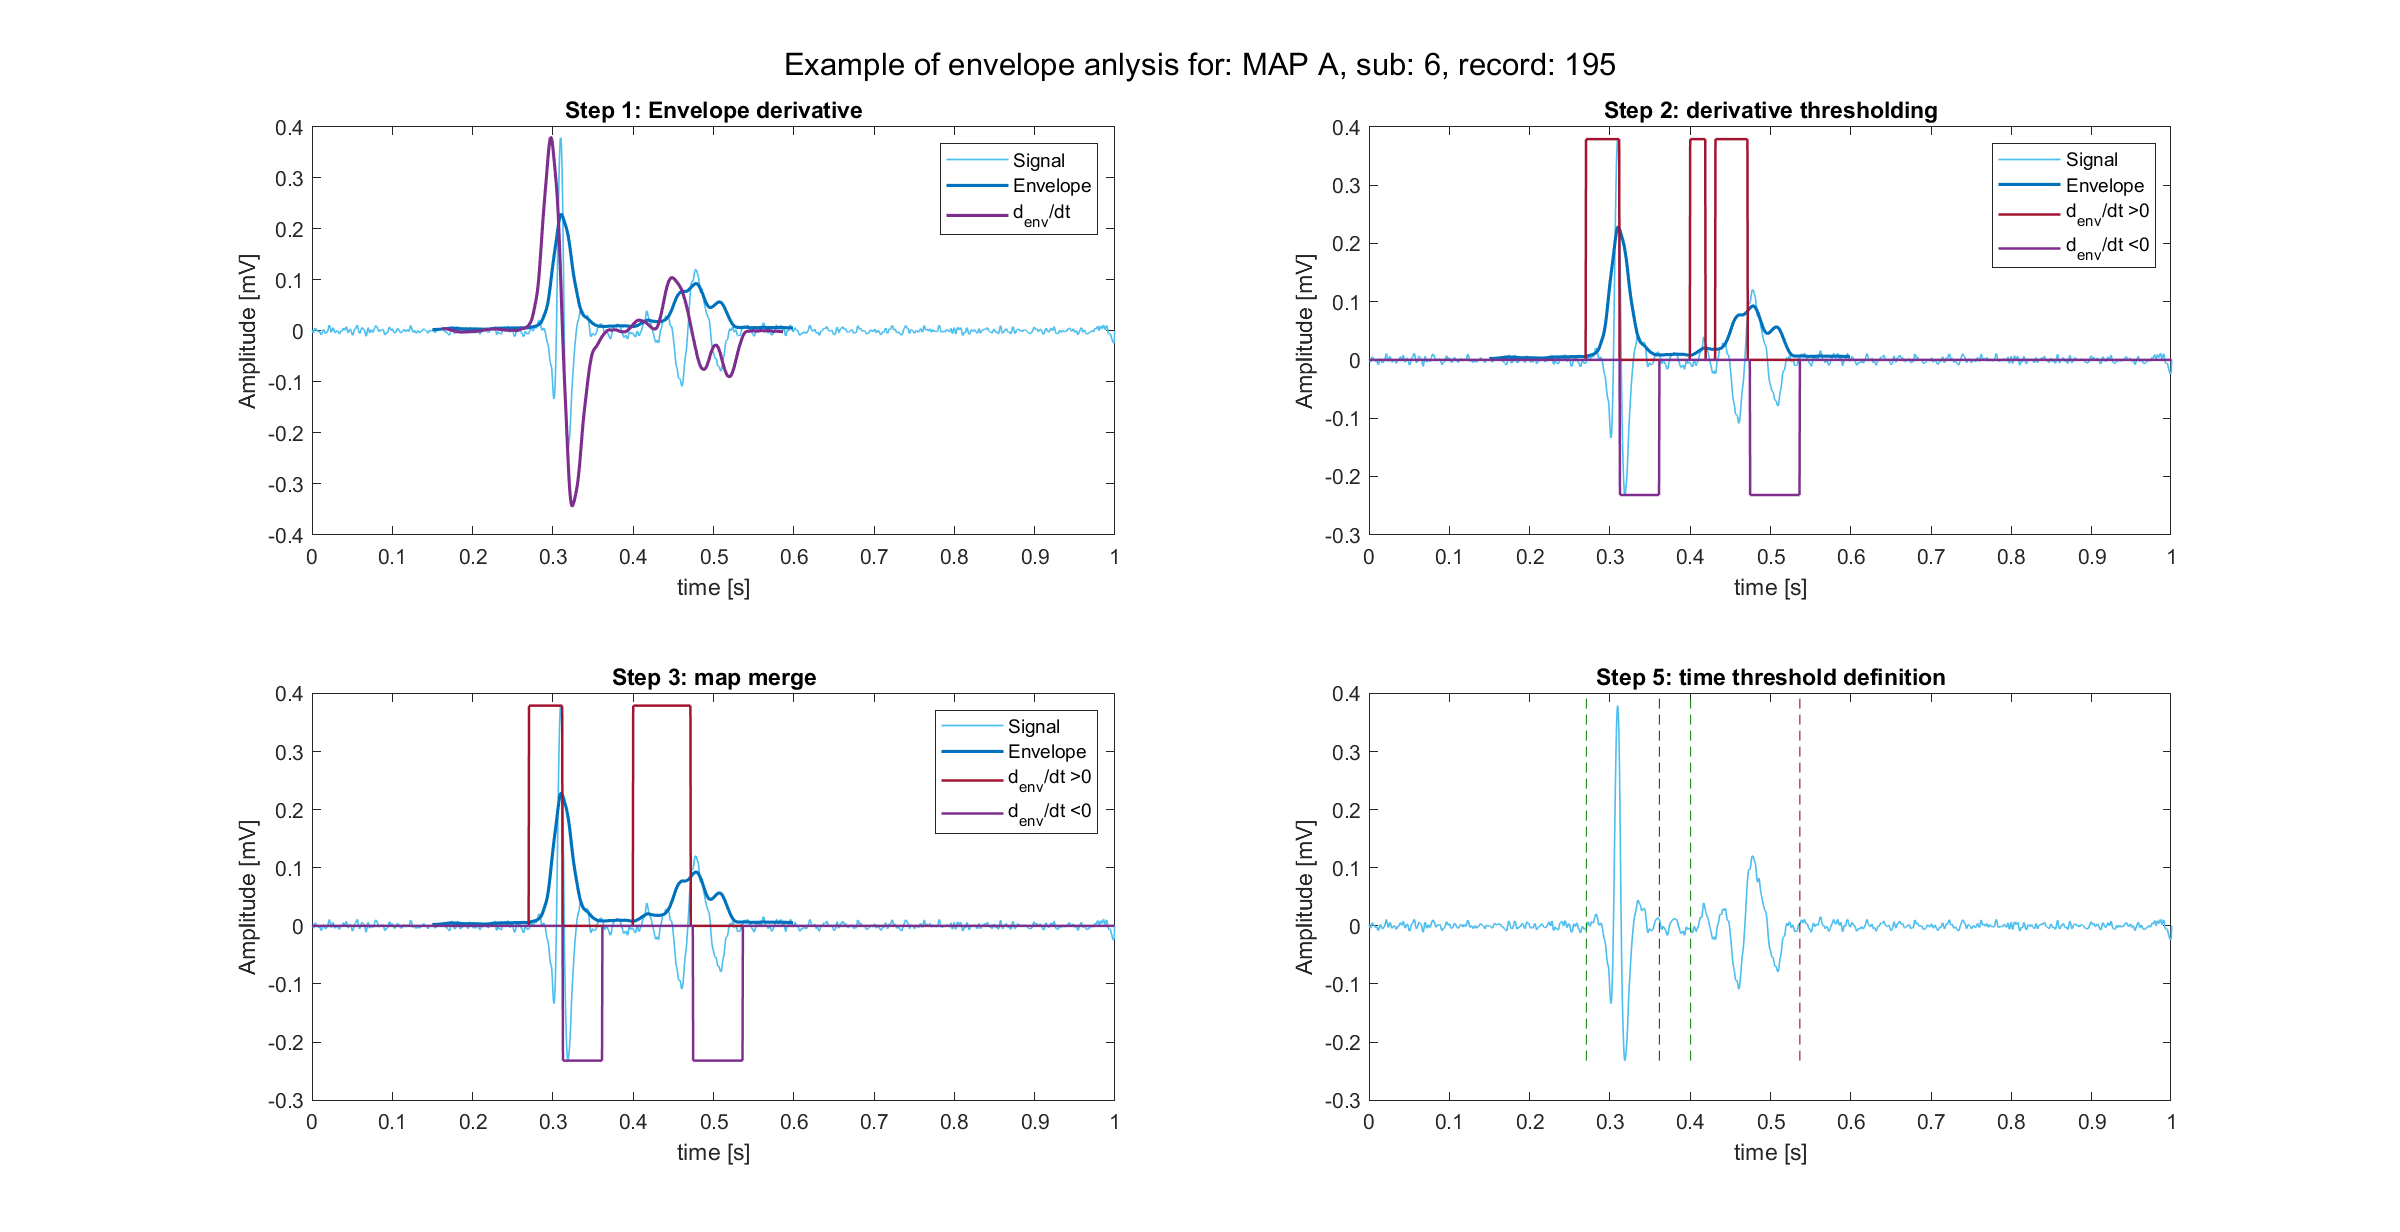 Example of envelope anlysis for: MAP A, sub: 6, record: 195
Step 1: Envelope derivative
0.4
0.3
0.2
0.1
0
-0.1
-0.2
-0.3
-0.4
Amplitude [mV]
0 0.1 0.2 0.3 0.4 0.5 0.6 0.7 0.8 0.9 1
time [s]
Signal
Envelope
d_env/dt
Step 2: derivative thresholding
0.4
0.3
0.2
0.1
0
-0.1
-0.2
-0.3
Amplitude [mV]
0 0.1 0.2 0.3 0.4 0.5 0.6 0.7 0.8 0.9 1
time [s]
Signal
Envelope
d_env/dt >0
d_env/dt <0
Step 3: map merge
0.4
0.3
0.2
0.1
0
-0.1
-0.2
-0.3
Amplitude [mV]
0 0.1 0.2 0.3 0.4 0.5 0.6 0.7 0.8 0.9 1
time [s]
Signal
Envelope
d_env/dt >0
d_env/dt <0
Step 5: time threshold definition
0.4
0.3
0.2
0.1
0
-0.1
-0.2
-0.3
Amplitude [mV]
0 0.1 0.2 0.3 0.4 0.5 0.6 0.7 0.8 0.9 1
time [s]